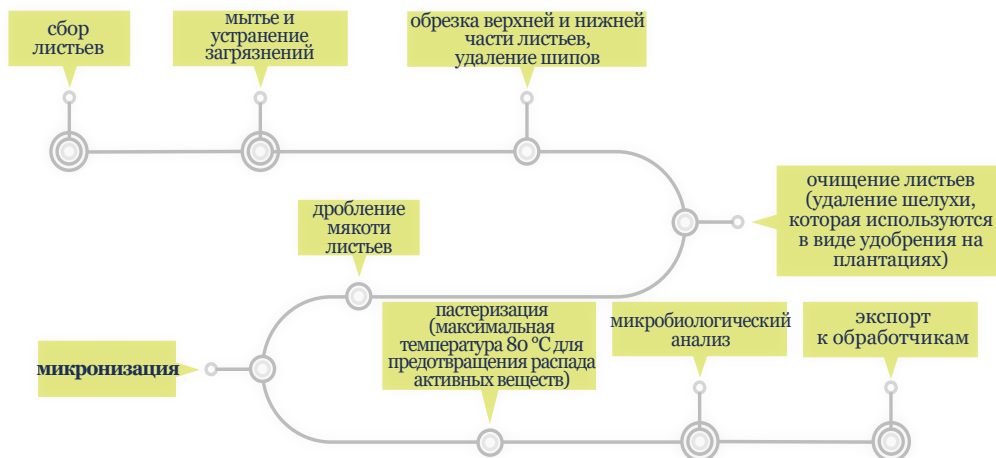 сбор
листьев
мытье и
устранение
загрязнений
обрезка верхней и нижней
части листьев,
удаление шипов
очищение листьев
(удаление шелухи,
которая используются
в виде удобрения на
плантациях)
дробление
мякоти
листьев
микронизация
пастеризация
(максимальная
температура 80 °C для
предотвращения распада
активных веществ)
микробиологический
анализ
экспорт
к обработчикам